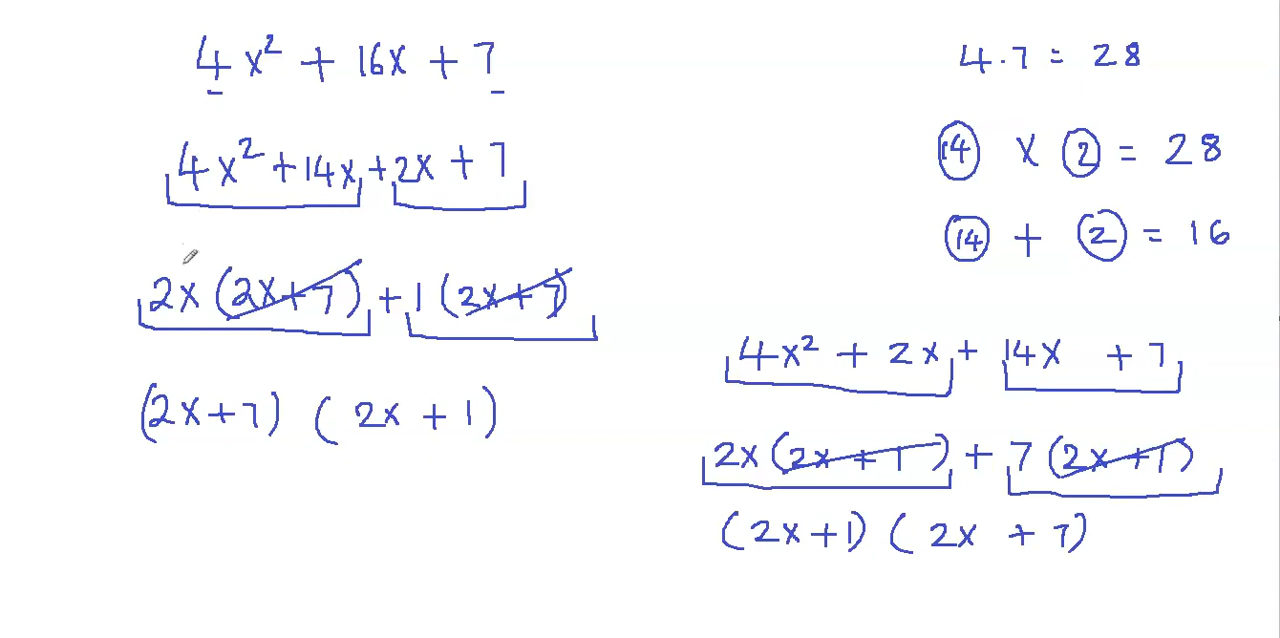 4x² + 16x + 7
4x² + 14x + 2x + 7
2x (2x + 7) + 1 (2x + 7)
(2x + 7) (2x + 1)
4 . 7 = 28
14 x 2 = 28
14 + 2 = 16
4x² + 2x + 14x + 7
2x (2x + 1) + 7 (2x + 1)
(2x + 1) (2x + 7)